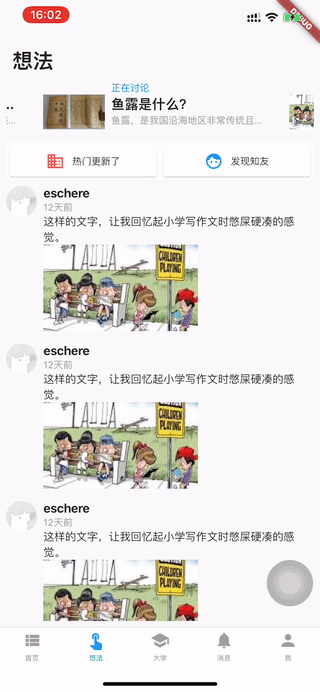 16:02
DEBUG
想法
正在讨论
..
鱼露是什么?
态...
鱼露，是我国沿海地区非常传统且...
热门更新了
发现知友
eschere
12天前
这样的文字，让我回忆起小学写作文时憋屎硬凑的感
觉。
CHILDREN
PLAYING
eschere
12天前
这样的文字，让我回忆起小学写作文时憋屎硬凑的感
觉。
CHILDREN
PLAYING
eschere
12天前
这样的文字，让我回忆起小学写作文时憋屎硬凑的感
觉。
CHILDREN
PLAYING
首页
想法
大学
消息
我